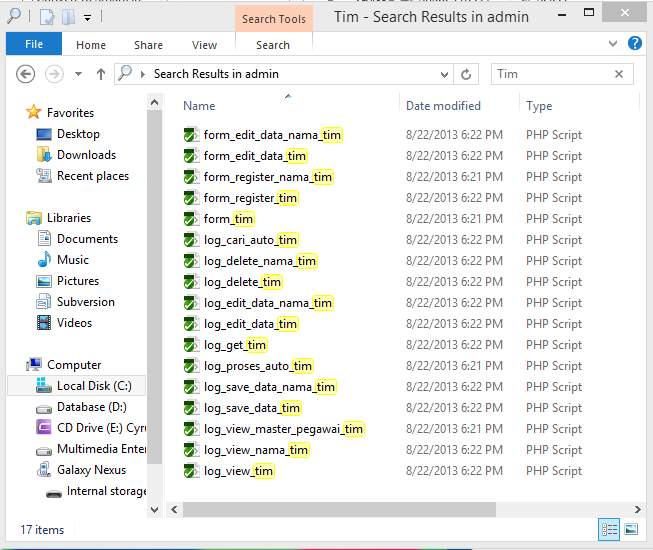 Search Tools
Tim - Search Results in admin
File
Home
Share
View
Search
Search Results in admin
Tim
Favorites
Desktop
Downloads
Recent places
Libraries
Documents
Music
Pictures
Subversion
Videos
Computer
Local Disk (C:)
Database (D:)
CD Drive (E:) Cyru
Multimedia Enter
Galaxy Nexus
Internal storage
Name Date modified Type
form_edit_data_nama_tim 8/22/2013 6:22 PM PHP Script
form_edit_data_tim 8/22/2013 6:22 PM PHP Script
form_register_nama_tim 8/22/2013 6:21 PM PHP Script
form_register_tim 8/22/2013 6:22 PM PHP Script
form_tim 8/22/2013 6:21 PM PHP Script
log_cari_auto_tim 8/22/2013 6:22 PM PHP Script
log_delete_nama_tim 8/22/2013 6:22 PM PHP Script
log_delete_tim 8/22/2013 6:22 PM PHP Script
log_edit_data_nama_tim 8/22/2013 6:22 PM PHP Script
log_edit_data_tim 8/22/2013 6:22 PM PHP Script
log_get_tim 8/22/2013 6:22 PM PHP Script
log_proses_auto_tim 8/22/2013 6:21 PM PHP Script
log_save_data_nama_tim 8/22/2013 6:22 PM PHP Script
log_save_data_tim 8/22/2013 6:22 PM PHP Script
log_view_master_pegawai_tim 8/22/2013 6:21 PM PHP Script
log_view_nama_tim 8/22/2013 6:22 PM PHP Script
log_view_tim 8/22/2013 6:22 PM PHP Script
17 items